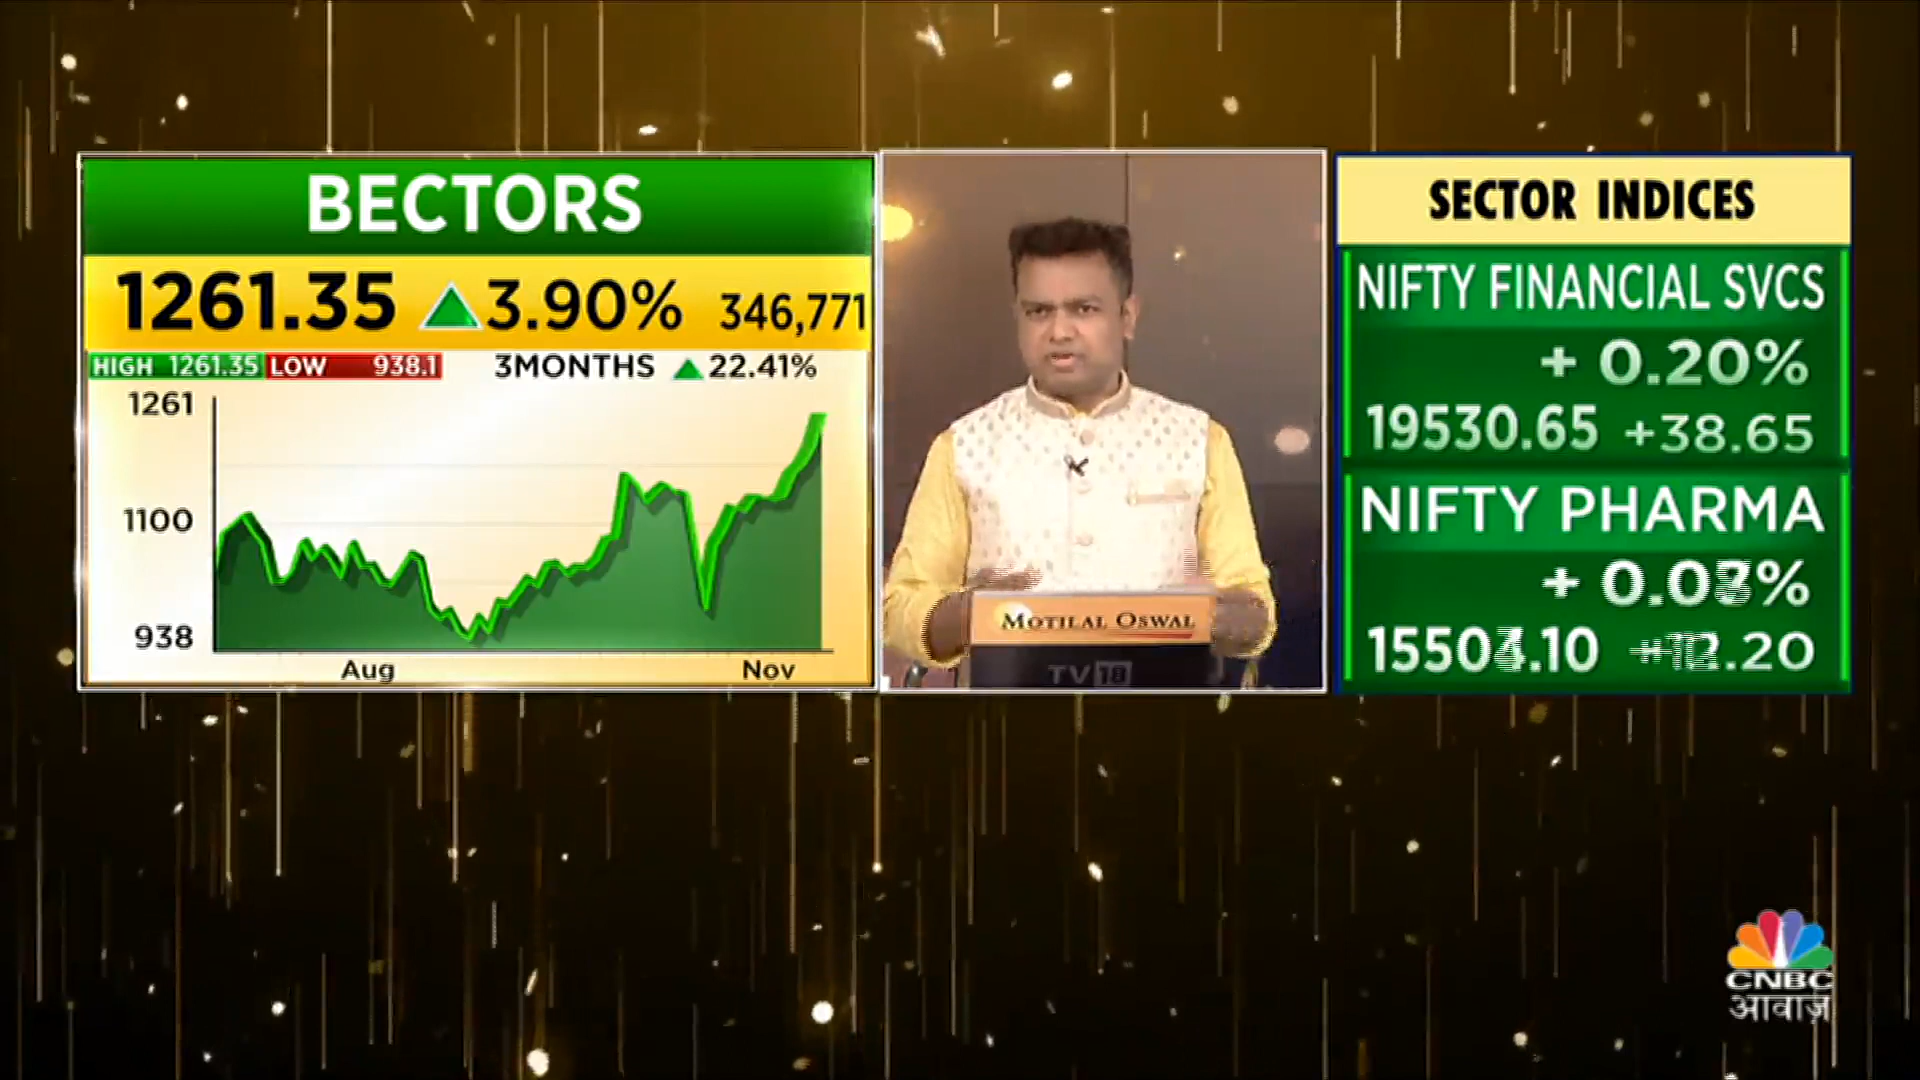 BECTORS
1261.35 ▲3.90% 346,771
HIGH 1261.35 LOW 938.1 3MONTHS ▲22.41%
1261
1100
938
Aug Nov
MOTILAL OSWAL
TV18
SECTOR INDICES
NIFTY FINANCIAL SVCS
+ 0.20%
19530.65 +38.65
NIFTY PHARMA
CNBC
आवाज़